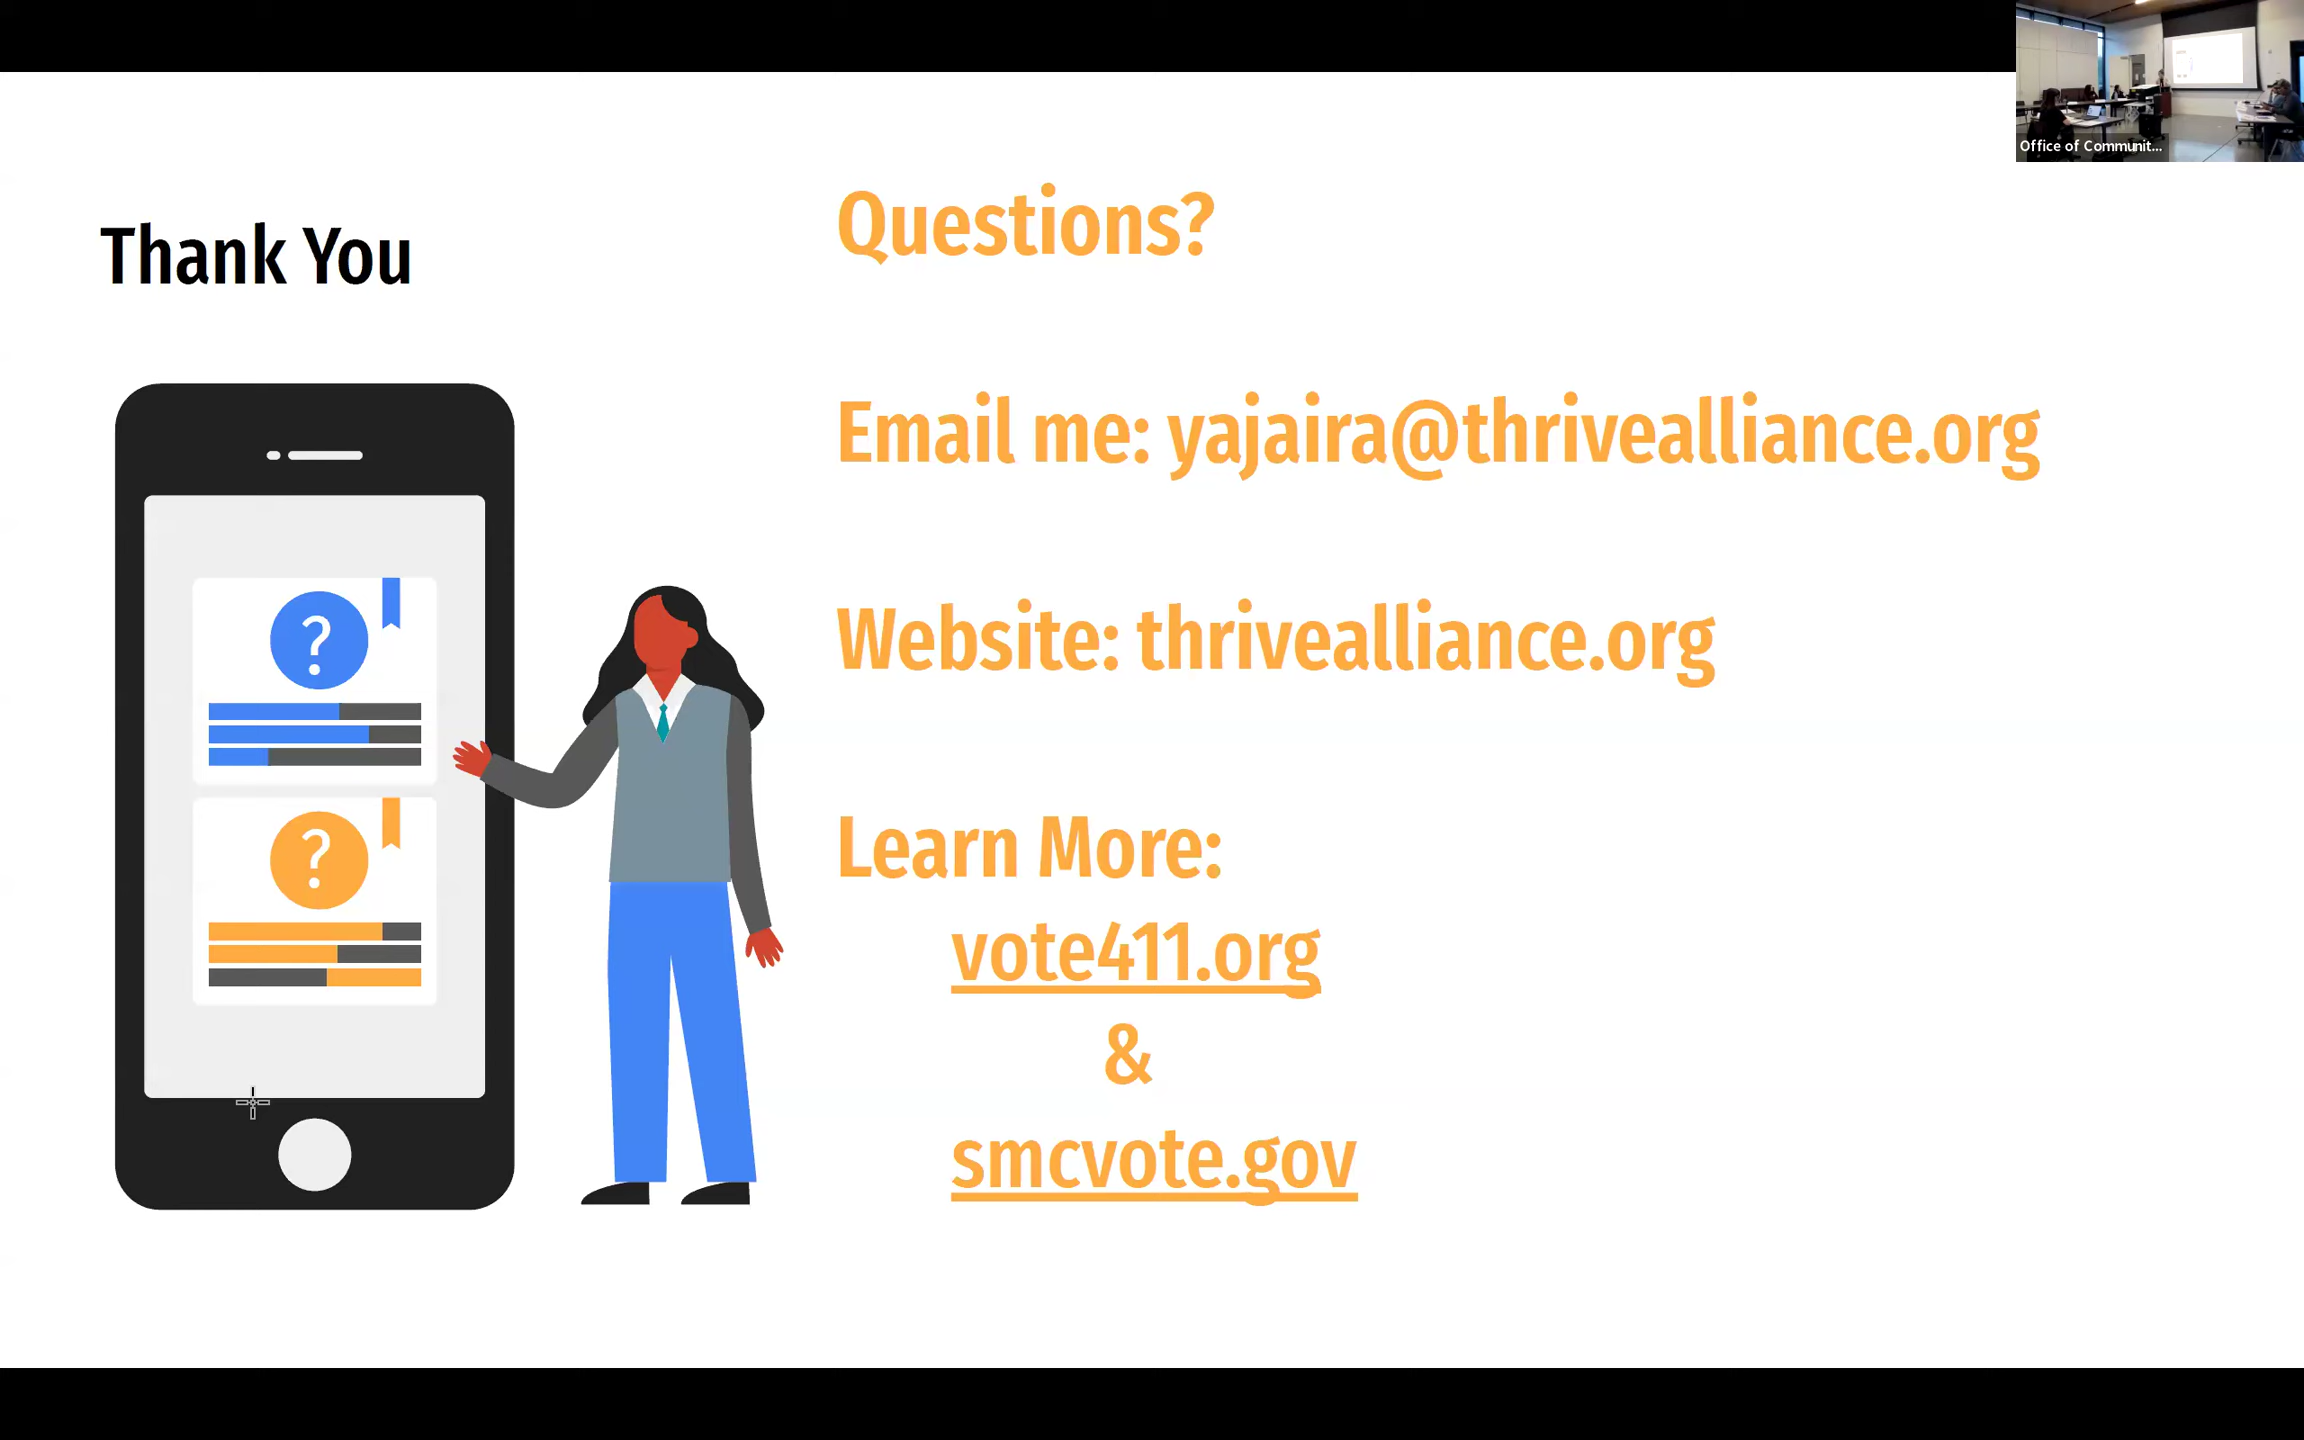 Office of Communit...
Thank You
Questions?
Email me: yajaira@thrivealliance.org
Website: thrivealliance.org
Learn More:
vote411.org
&
smcvote.gov
?
?